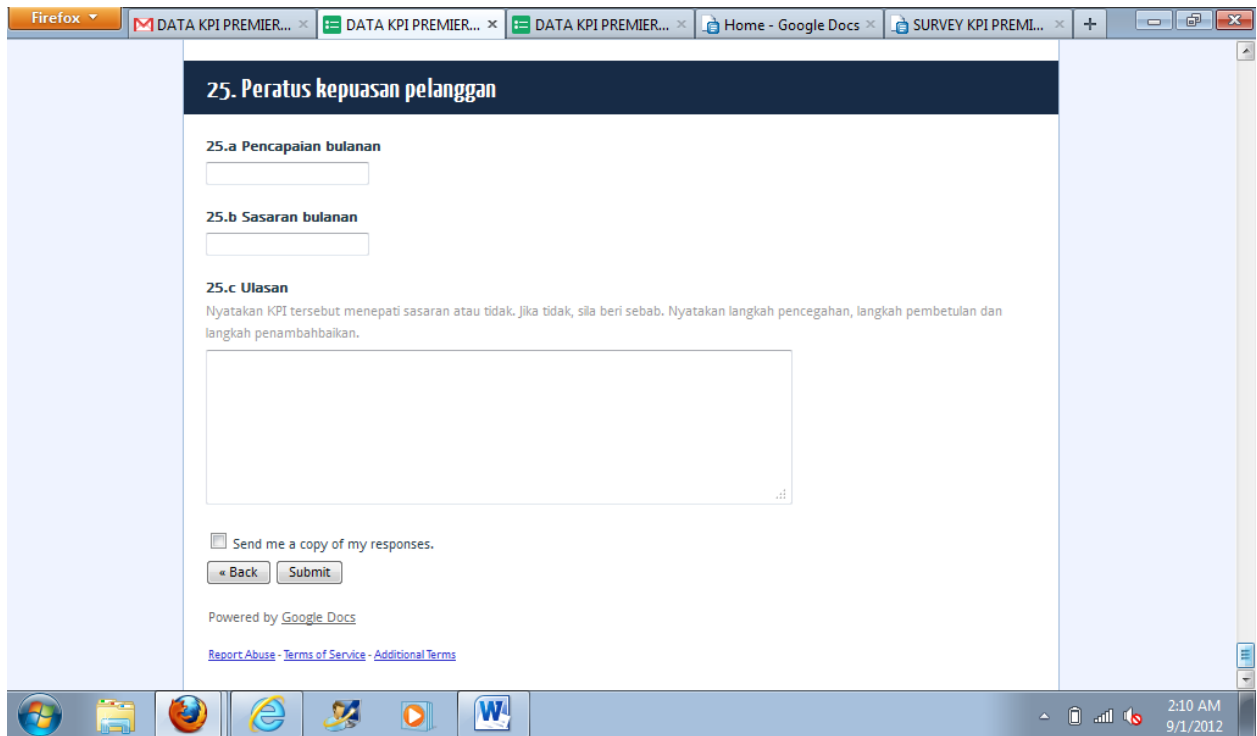 Firefox
DATA KPI PREMIER...
DATA KPI PREMIER...
DATA KPI PREMIER...
Home - Google Docs
SURVEY KPI PREMI...
25. Peratus kepuasan pelanggan
25.a Pencapaian bulanan
25.b Sasaran bulanan
25.c Ulasan
Nyatakan KPI tersebut menepati sasaran atau tidak. Jika tidak, sila beri sebab. Nyatakan langkah pencegahan, langkah pembetulan dan
langkah penambahbaikan.
Send me a copy of my responses.
« Back Submit
Powered by Google Docs
Report Abuse - Terms of Service - Additional Terms
2:10 AM
9/1/2012